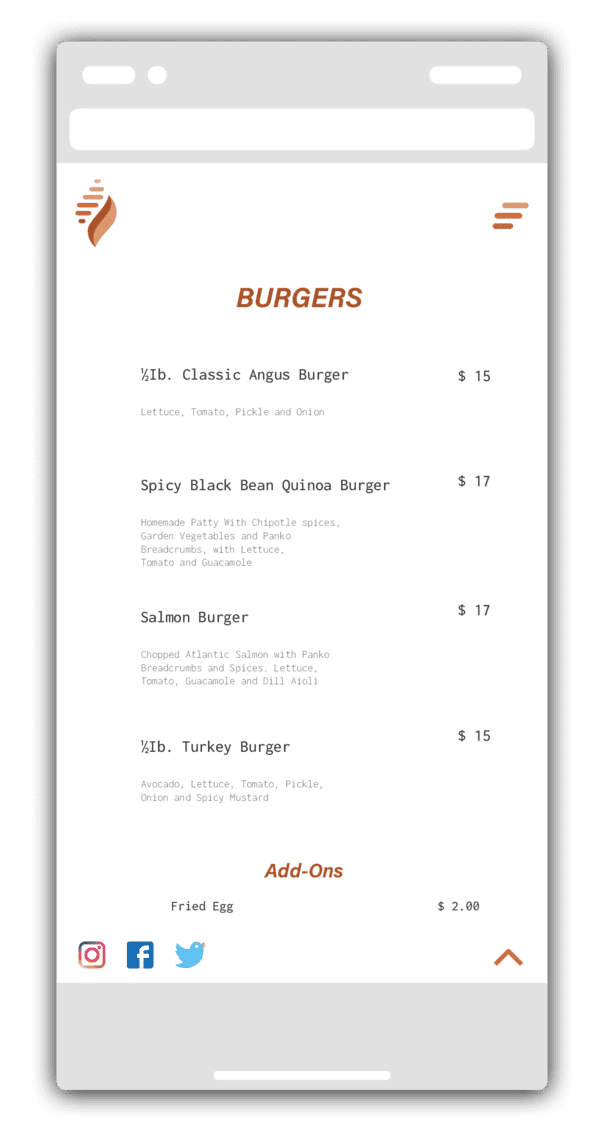 BURGERS
½Ib. Classic Angus Burger $ 15
Lettuce, Tomato, Pickle and Onion
Spicy Black Bean Quinoa Burger $ 17
Homemade Patty With Chipotle spices,
Garden Vegetables and Panko
Breadcrumbs, with Lettuce,
Tomato and Guacamole
Salmon Burger $ 17
Chopped Atlantic Salmon with Panko
Breadcrumbs and Spices. Lettuce,
Tomato, Guacamole and Dill Aioli
½Ib. Turkey Burger $ 15
Avocado, Lettuce, Tomato, Pickle,
Onion and Spicy Mustard
Add-Ons
Fried Egg $ 2.00